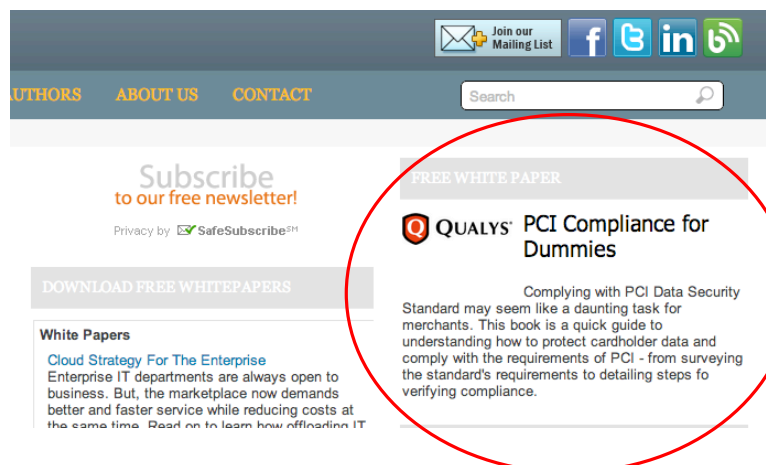 Join our
Mailing List
AUTHORS ABOUT US CONTACT
Search
Subscribe
to our free newsletter!
Privacy by SafeSubscribe SM
DOWNLOAD FREE WHITEPAPERS
White Papers
Cloud Strategy For The Enterprise
Enterprise IT departments are always open to
business. But, the marketplace now demands
better and faster service while reducing costs at
the same time. Read on to learn how offloading IT
FREE WHITE PAPER
QUALYS PCI Compliance for
Dummies
Complying with PCI Data Security
Standard may seem like a daunting task for
merchants. This book is a quick guide to
understanding how to protect cardholder data and
comply with the requirements of PCI - from surveying
the standard's requirements to detailing steps fo
verifying compliance.